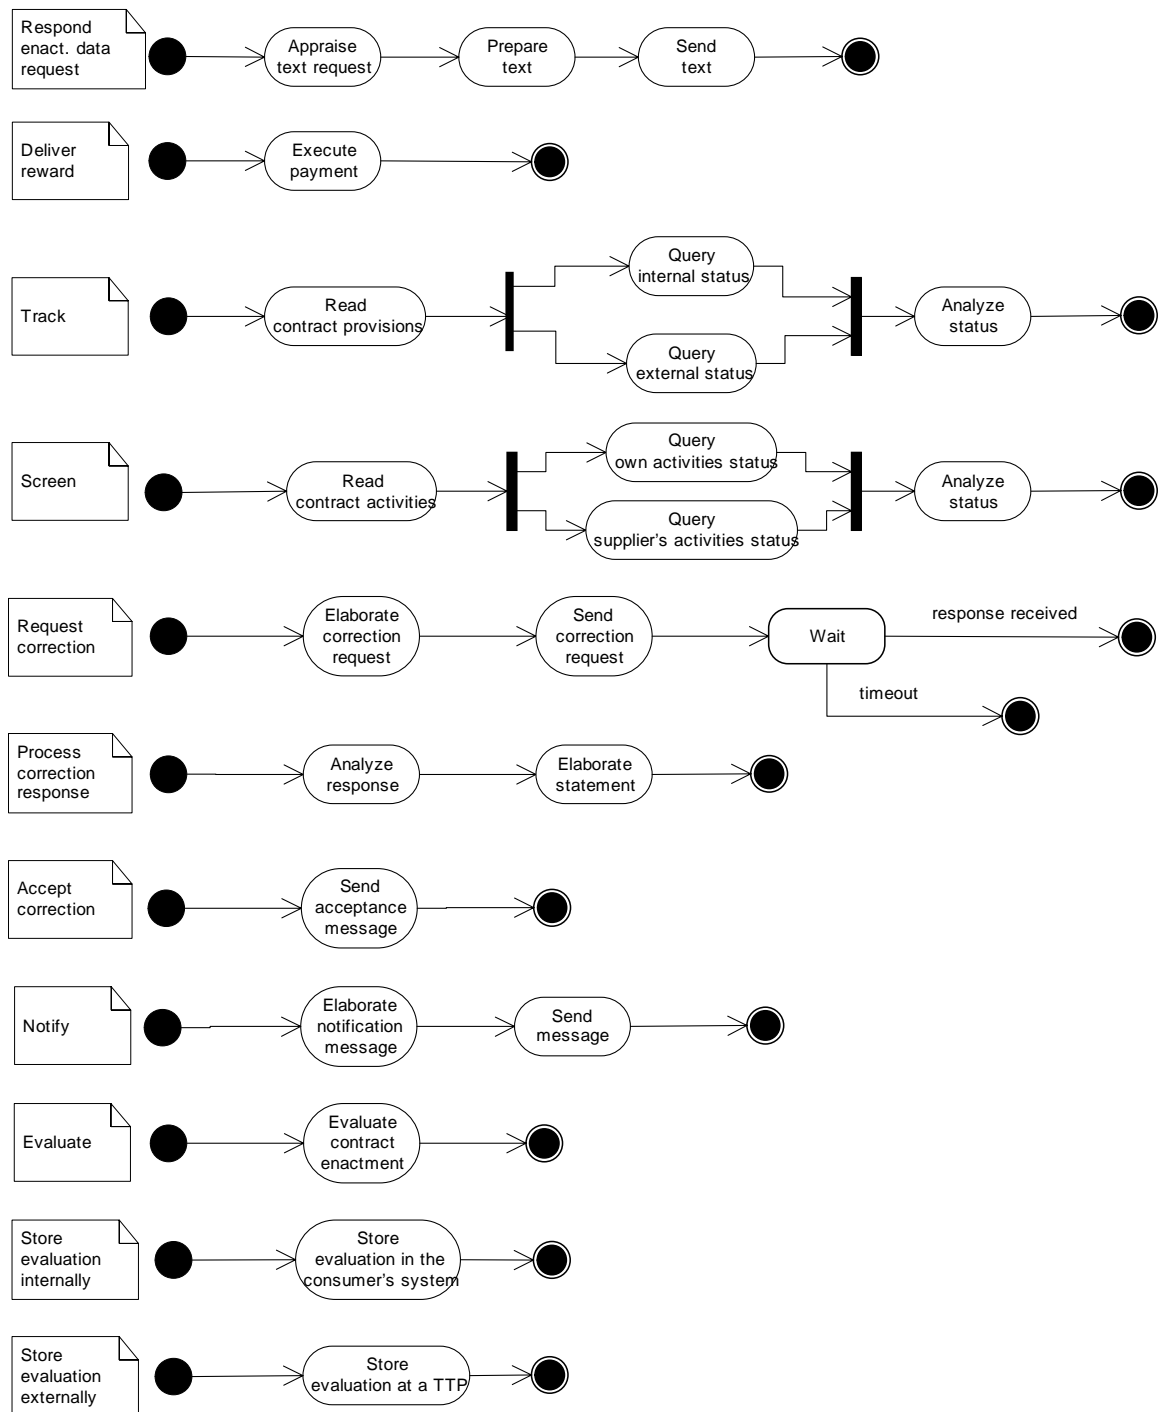 Respond
enact. data
request
Appraise
text request
Prepare
text
Send
text
Deliver
reward
Execute
payment
Track
Read
contract provisions
Query
internal status
Query
external status
Analyze
status
Screen
Read
contract activities
Query
own activities status
Query
supplier's activities status
Analyze
status
Request
correction
Elaborate
correction
request
Send
correction
request
Wait
response received
timeout
Process
correction
response
Analyze
response
Elaborate
statement
Accept
correction
Send
acceptance
message
Notify
Elaborate
notification
message
Send
message
Evaluate
Evaluate
contract
enactment
Store
evaluation
internally
Store
evaluation in the
consumer's system
Store
evaluation
externally
Store
evaluation at a TTP